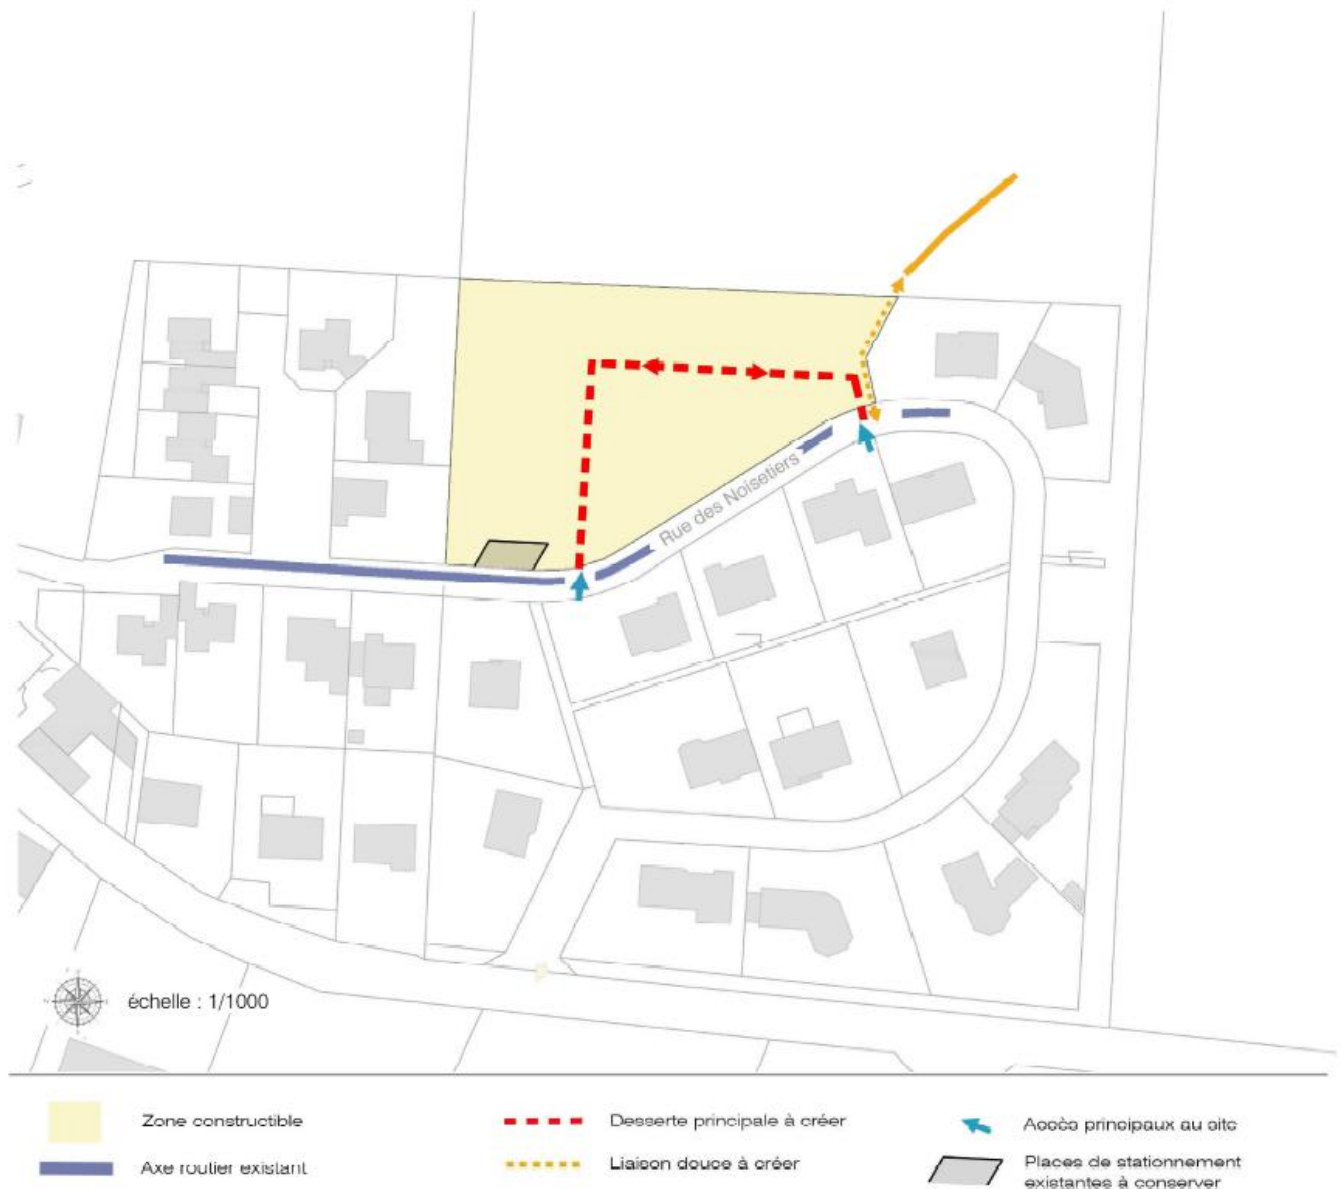 Rue des Noisetiers
échelle : 1/1000
Zone constructible
Desserte principale à créer
Accès principaux au site
Axe routier existant
Liaison douce à créer
Places de stationnement
existantes à conserver